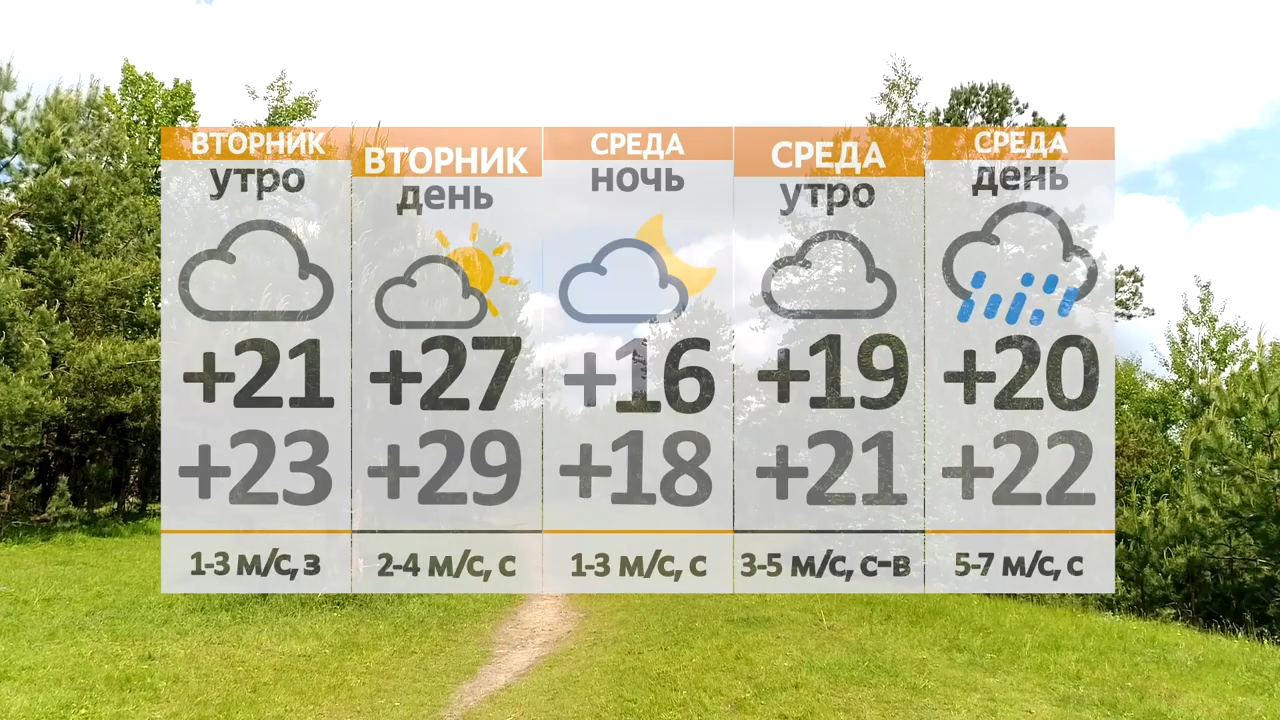 ВТОРНИК
утро
+21
+23
1-3 м/с, з
ВТОРНИК
день
+27
+29
2-4 м/с, с
СРЕДА
ночь
+16
+18
1-3 м/с, с
СРЕДА
утро
+19
+21
3-5 м/с, с-в
СРЕДА
день
+20
+22
5-7 м/с, с